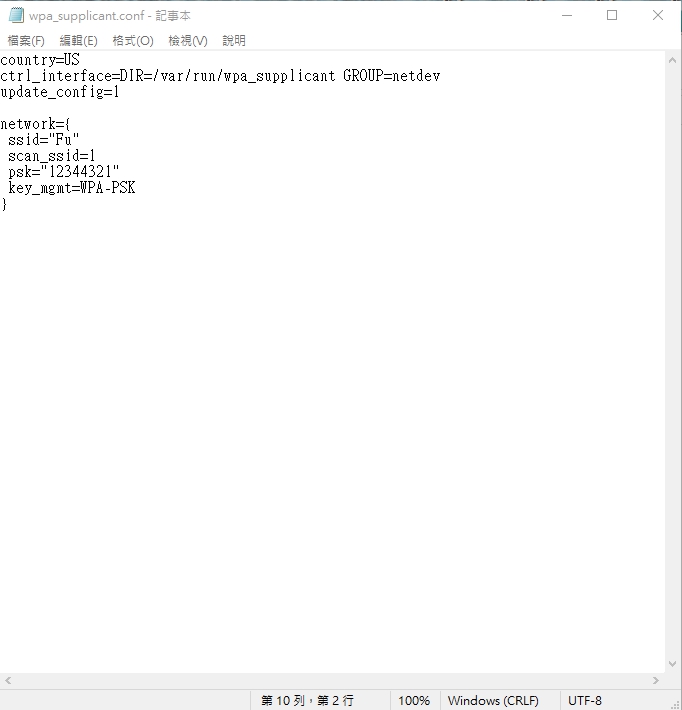 wpa_supplicant.conf - 記事本
檔案(F) 編輯(E) 格式(O) 檢視(V) 說明
country=US
ctrl_interface=DIR=/var/run/wpa_supplicant GROUP=netdev
update_config=1
network={
 ssid="Fu"
 scan_ssid=1
 psk="12344321"
 key_mgmt=WPA-PSK
}
第 10 列，第 2 行 100% Windows (CRLF) UTF-8